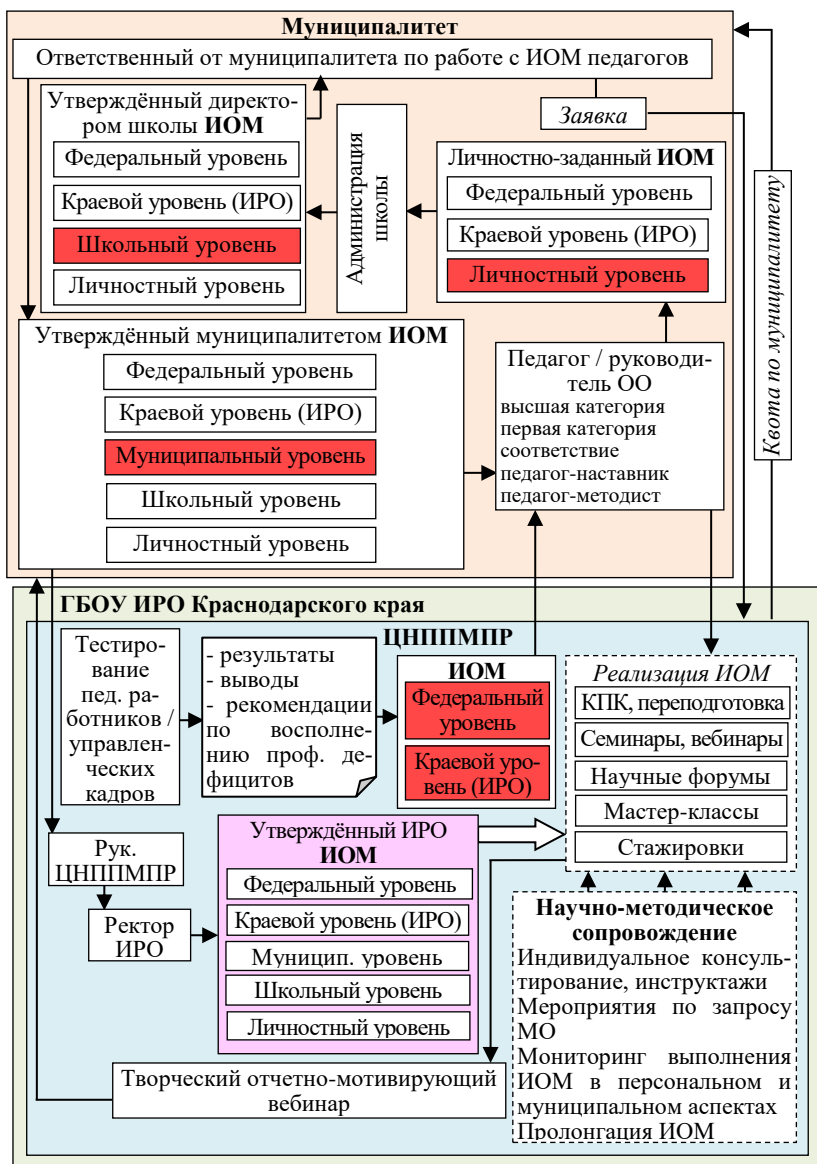 Муниципалитет
Ответственный от муниципалитета по работе с ИОМ педагогов
Заявка
Утверждённый директо-
ром школы ИОМ
Федеральный уровень
Краевой уровень (ИРО)
Школьный уровень
Личностный уровень
Администрация
школы
Личностно-заданный ИОМ
Федеральный уровень
Краевой уровень (ИРО)
Личностный уровень
Квота по муниципалитету
Утверждённый муниципалитетом ИОМ
Федеральный уровень
Краевой уровень (ИРО)
Муниципальный уровень
Школьный уровень
Личностный уровень
Педагог / руководи-
тель ОО
высшая категория
первая категория
соответствие
педагог-наставник
педагог-методист
ГБОУ ИРО Краснодарского края
ЦНППМПР
Тестиро-
вание
пед. ра-
ботников /
управлен-
ческих
кадров
- результаты
- выводы
- рекомендации
по восполне-
нию проф. де-
фицитов
ИОМ
Федеральный
уровень
Краевой уро-
вень (ИРО)
Реализация ИОМ
КПК, переподготовка
Семинары, вебинары
Научные форумы
Мастер-классы
Стажировки
Рук.
ЦНППМПР
Ректор
ИРО
Утверждённый ИРО
ИОМ
Федеральный уровень
Краевой уровень (ИРО)
Муницип. уровень
Школьный уровень
Личностный уровень
Научно-методическое
сопровождение
Индивидуальное консуль-
тирование, инструктажи
Мероприятия по запросу
МО
Мониторинг выполнения
ИОМ в персональном и
муниципальном аспектах
Пролонгация ИОМ
Творческий отчетно-мотивирующий
вебинар